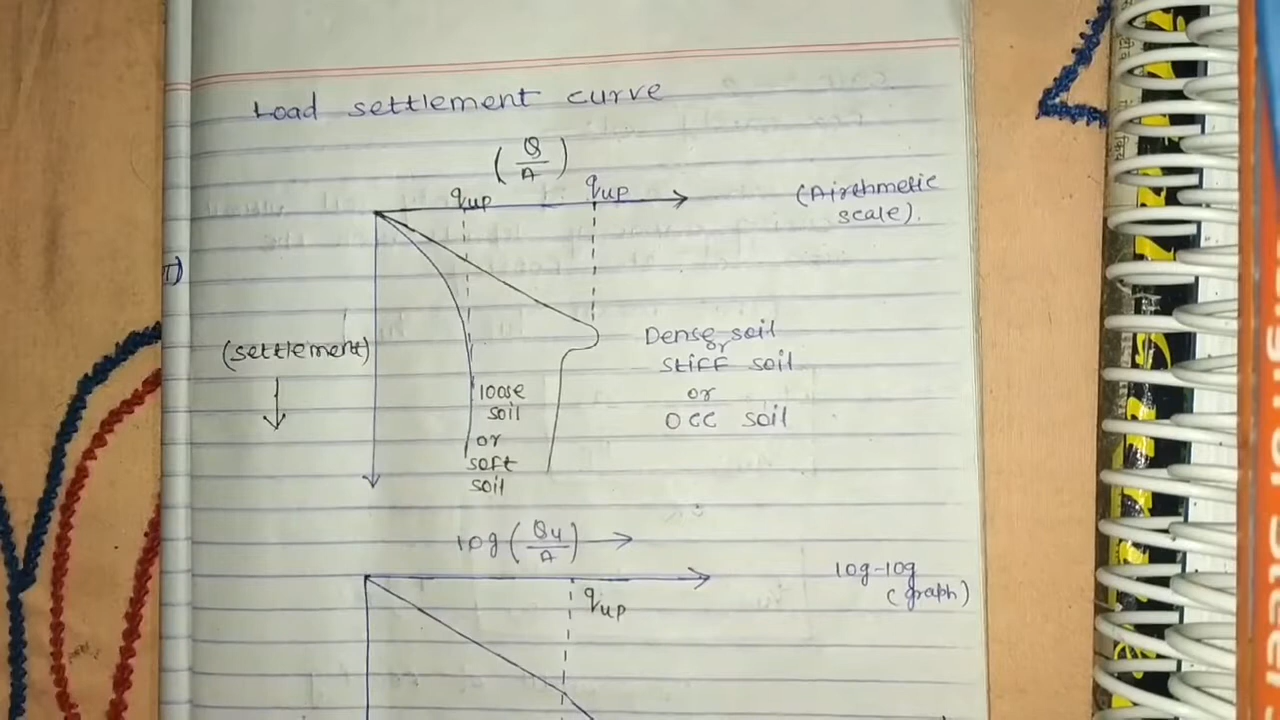 Load settlement curve
(Q/A)
qup qup
(Airthmetic
scale).
(settlement)
loose
soil
or
soft
soil
Dense soil
or
stiff soil
or
OCC soil
log (Qu/A)
log-log
(graph)
qup